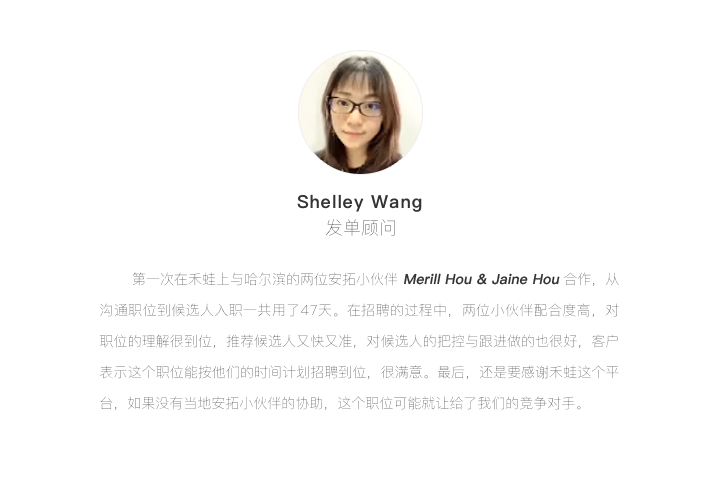 Shelley Wang
发单顾问
第一次在禾蛙上与哈尔滨的两位安拓小伙伴 Merill Hou & Jaine Hou 合作，从
沟通职位到候选人入职一共用了47天。在招聘的过程中，两位小伙伴配合度高，对
职位的理解很到位，推荐候选人又快又准，对候选人的把控与跟进做的也很好，客户
表示这个职位能按他们的时间计划招聘到位，很满意。最后，还是要感谢禾蛙这个平
台，如果没有当地安拓小伙伴的协助，这个职位可能就让给了我们的竞争对手。